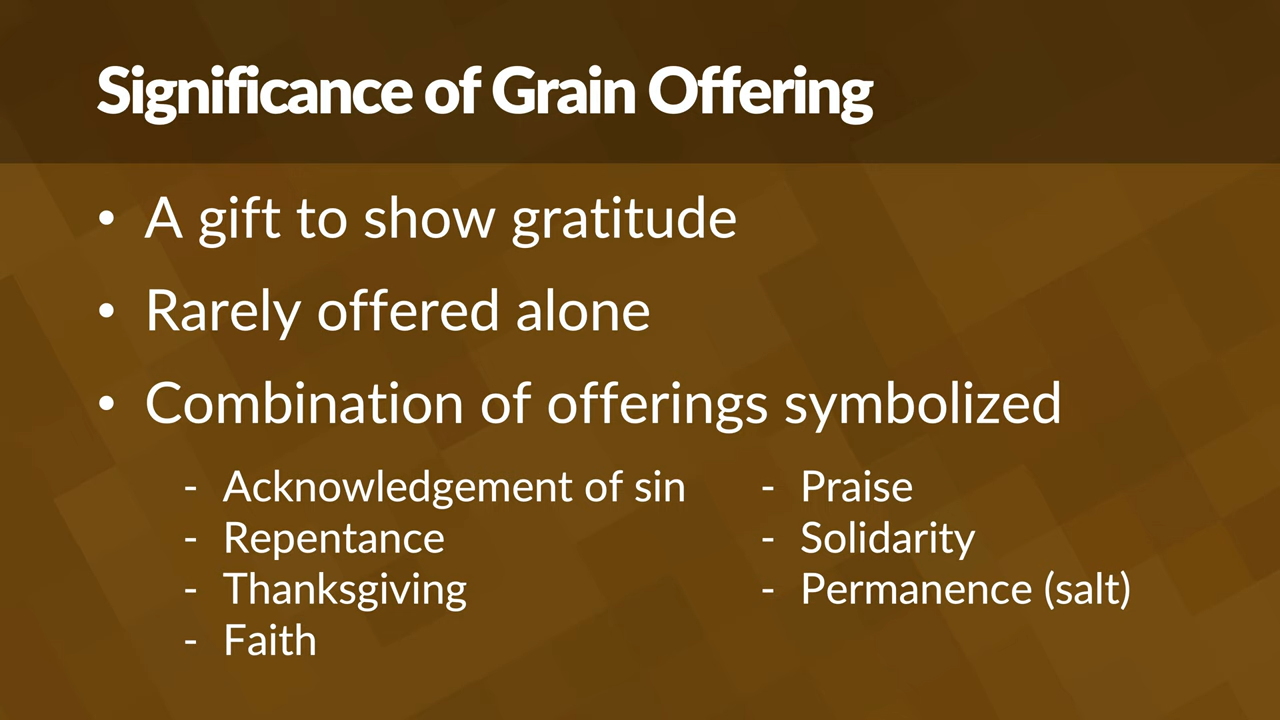 Significance of Grain Offering
• A gift to show gratitude
• Rarely offered alone
• Combination of offerings symbolized
- Acknowledgement of sin
- Repentance
- Thanksgiving
- Faith
- Praise
- Solidarity
- Permanence (salt)